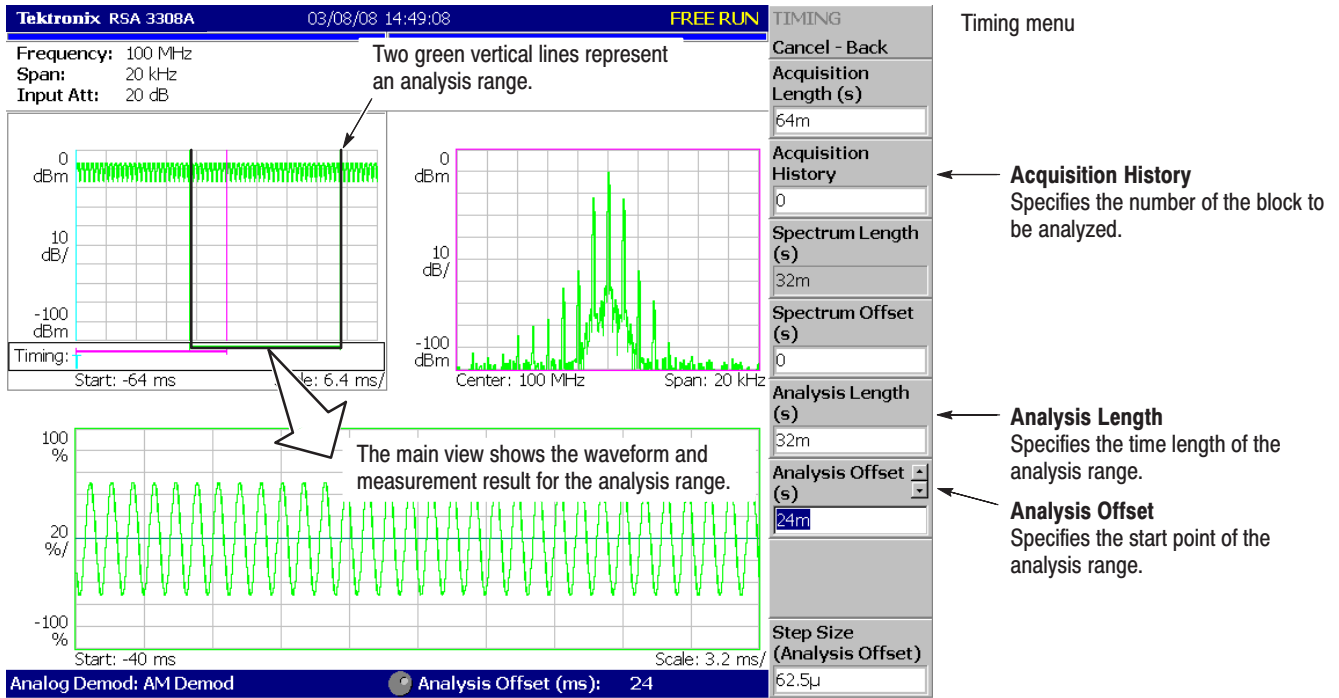 Tektronix RSA 3308A 03/08/08 14:49:08 FREE RUN
Frequency: 100 MHz
Span: 20 kHz
Input Att: 20 dB
Two green vertical lines represent
an analysis range.
0
dBm
10
dB/
-100
dBm
Timing:
Start: -64 ms
e: 6.4 ms/
0
dBm
10
dB/
-100
dBm
Center: 100 MHz Span: 20 kHz
100
%
20
%/
-100
%
The main view shows the waveform and
measurement result for the analysis range.
Start: -40 ms Scale: 3.2 ms/
Analog Demod: AM Demod Analysis Offset (ms): 24
TIMING
Cancel - Back
Acquisition
Length (s)
64m
Acquisition
History
0
Spectrum Length
(s)
32m
Spectrum Offset
(s)
0
Analysis Length
(s)
32m
Analysis Offset
(s)
24m
Step Size
(Analysis Offset)
62.5µ
Timing menu
Acquisition History
Specifies the number of the block to
be analyzed.
Analysis Length
Specifies the time length of the
analysis range.
Analysis Offset
Specifies the start point of the
analysis range.